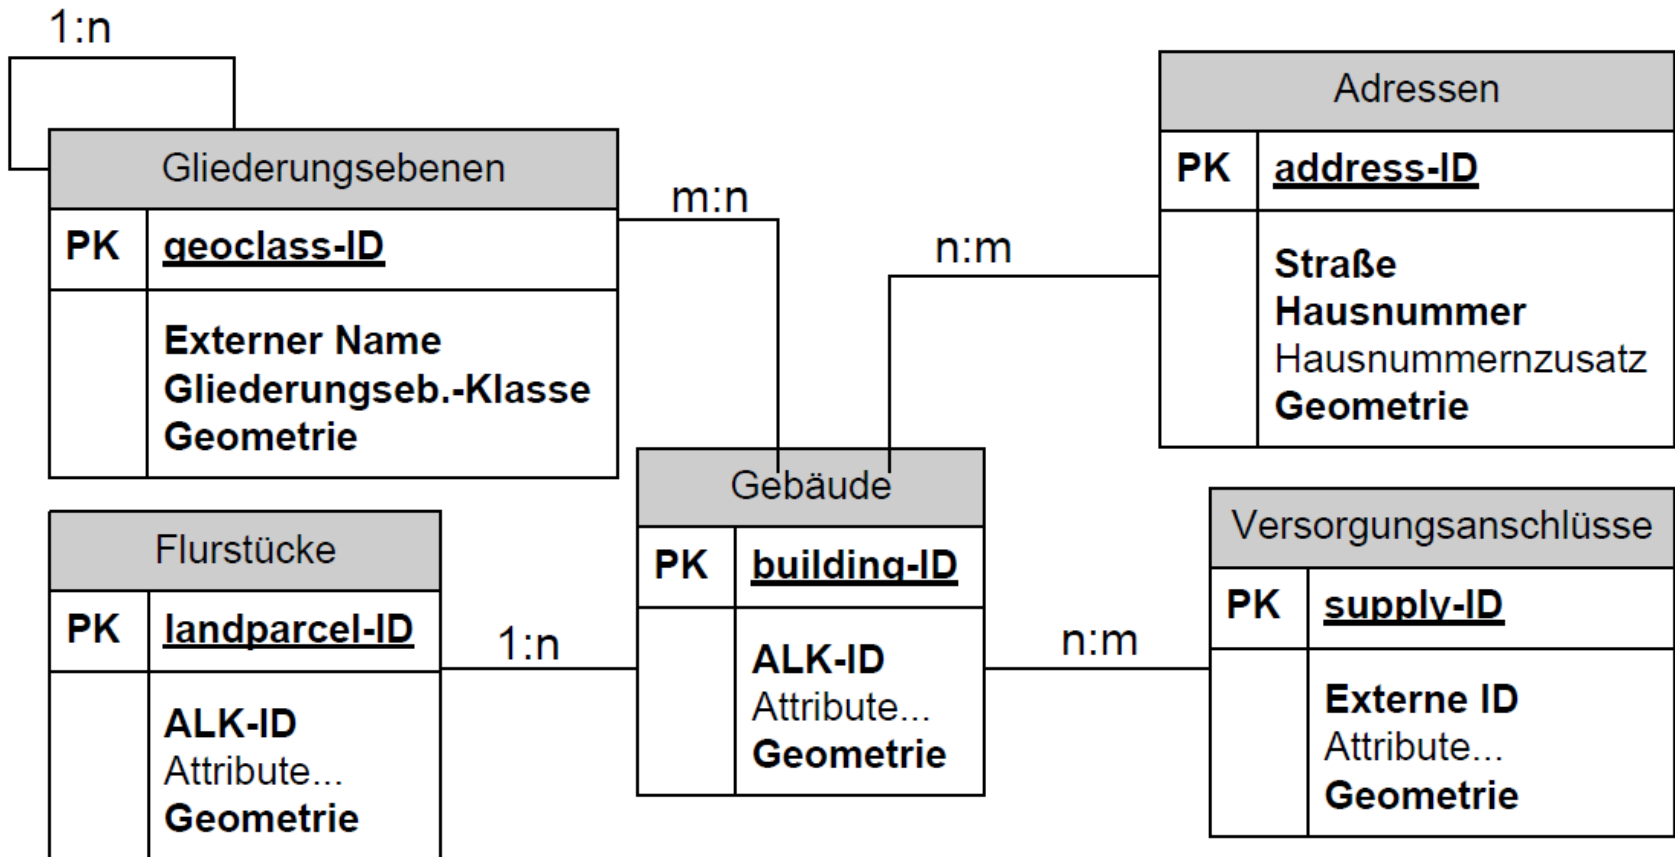 1:n
Gliederungsebenen
PK geoclass-ID
Externer Name
Gliederungseb.-Klasse
Geometrie
m:n
n:m
Adressen
PK address-ID
Straße
Hausnummer
Hausnummernzusatz
Geometrie
Flurstücke
PK landparcel-ID
ALK-ID
Attribute...
Geometrie
1:n
Gebäude
PK building-ID
ALK-ID
Attribute...
Geometrie
n:m
Versorgungsanschlüsse
PK supply-ID
Externe ID
Attribute...
Geometrie